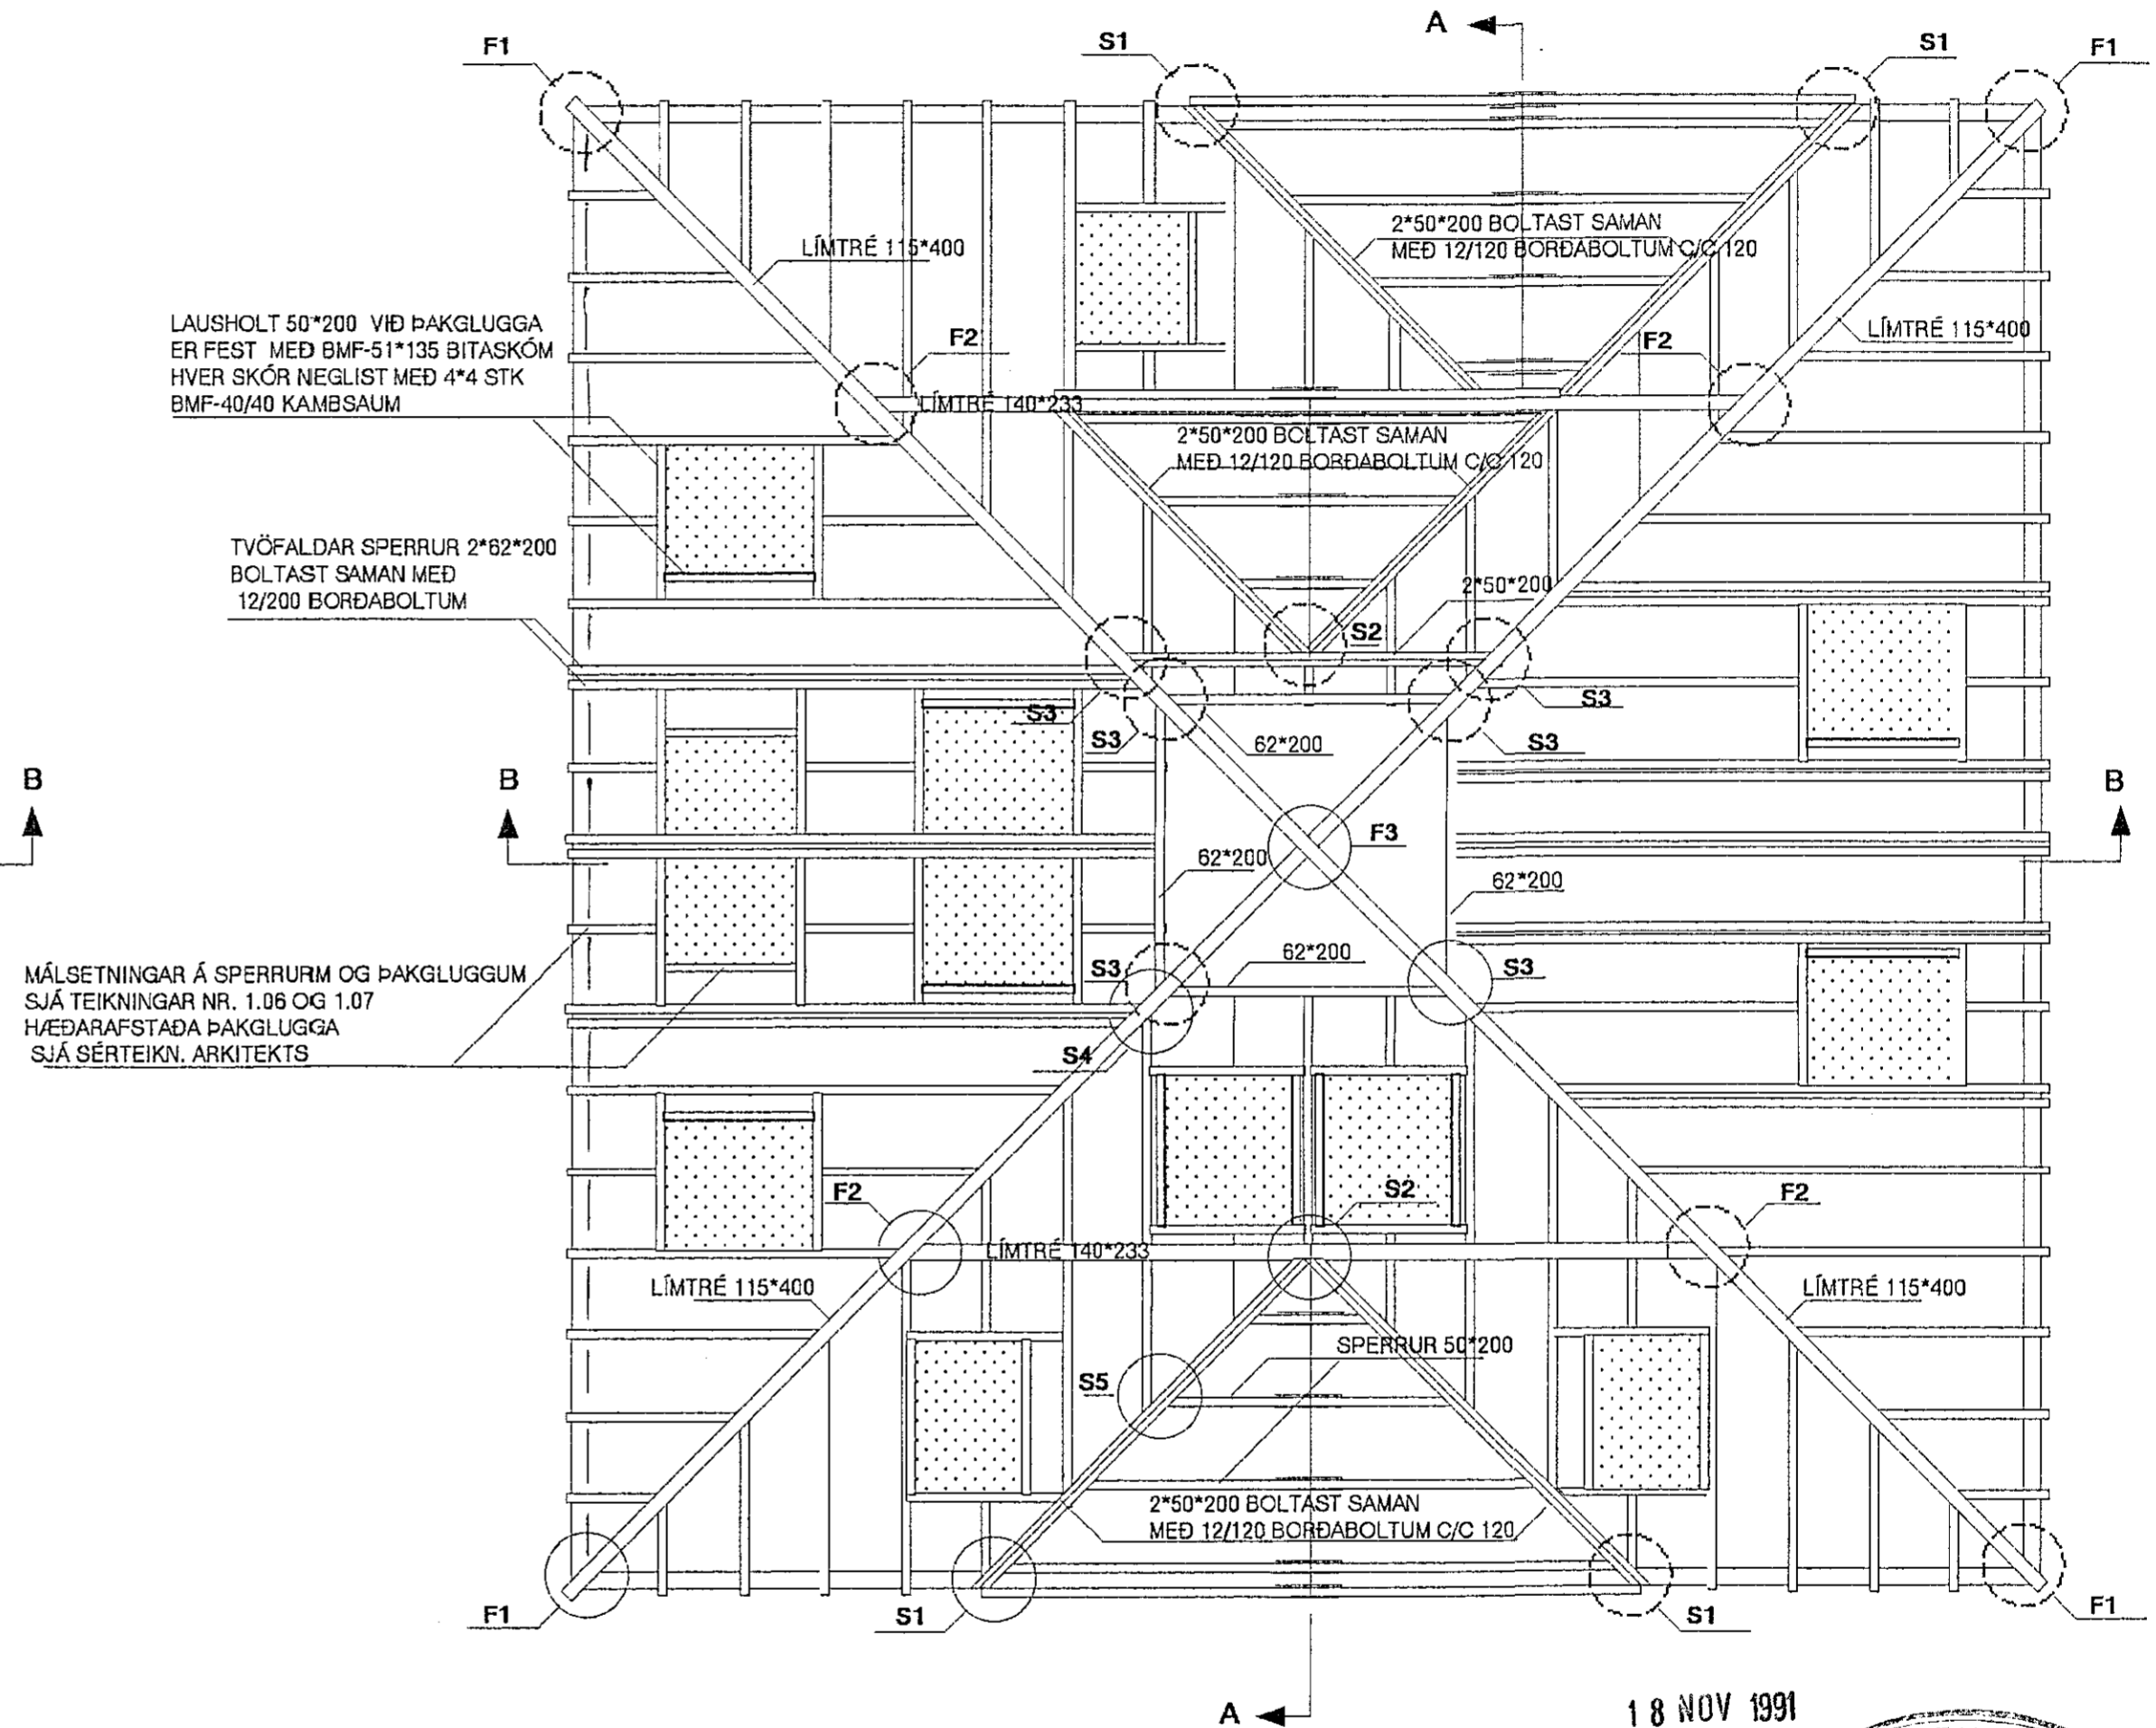 A
F1
S1
S1
F1
LÍMTRÉ 115*400
2*50*200 BOLTAST SAMAN
MEÐ 12/120 BORÐABOLTUM C/C 120
LAUSHOLT 50*200 VIÐ ÞAKGLUGGA
ER FEST MEÐ BMF-51*135 BITASKÓM
HVER SKÓR NEGLIST MEÐ 4*4 STK
BMF-40/40 KAMBSAUM
F2
F2
LÍMTRÉ 115*400
LÍMTRÉ 140*233
2*50*200 BOLTAST SAMAN
MEÐ 12/120 BORÐABOLTUM C/C 120
TVÖFALDAR SPERRUR 2*62*200
BOLTAST SAMAN MEÐ
12/200 BORÐABOLTUM
2*50*200
S2
S3
S3
S3
S3
62*200
B
B
B
F3
62*200
62*200
62*200
S3
S3
MÁLSETNINGAR Á SPERRURM OG ÞAKGLUGGUM
SJÁ TEIKNINGAR NR. 1.06 OG 1.07
HÆÐARAFSTAÐA ÞAKGLUGGA
SJÁ SÉRTEIKN. ARKITEKTS
S4
F2
S2
F2
LÍMTRÉ 140*233
LÍMTRÉ 115*400
LÍMTRÉ 115*400
SPERRUR 50*200
S5
2*50*200 BOLTAST SAMAN
MEÐ 12/120 BORÐABOLTUM C/C 120
F1
S1
S1
F1
A
18 NOV 1991